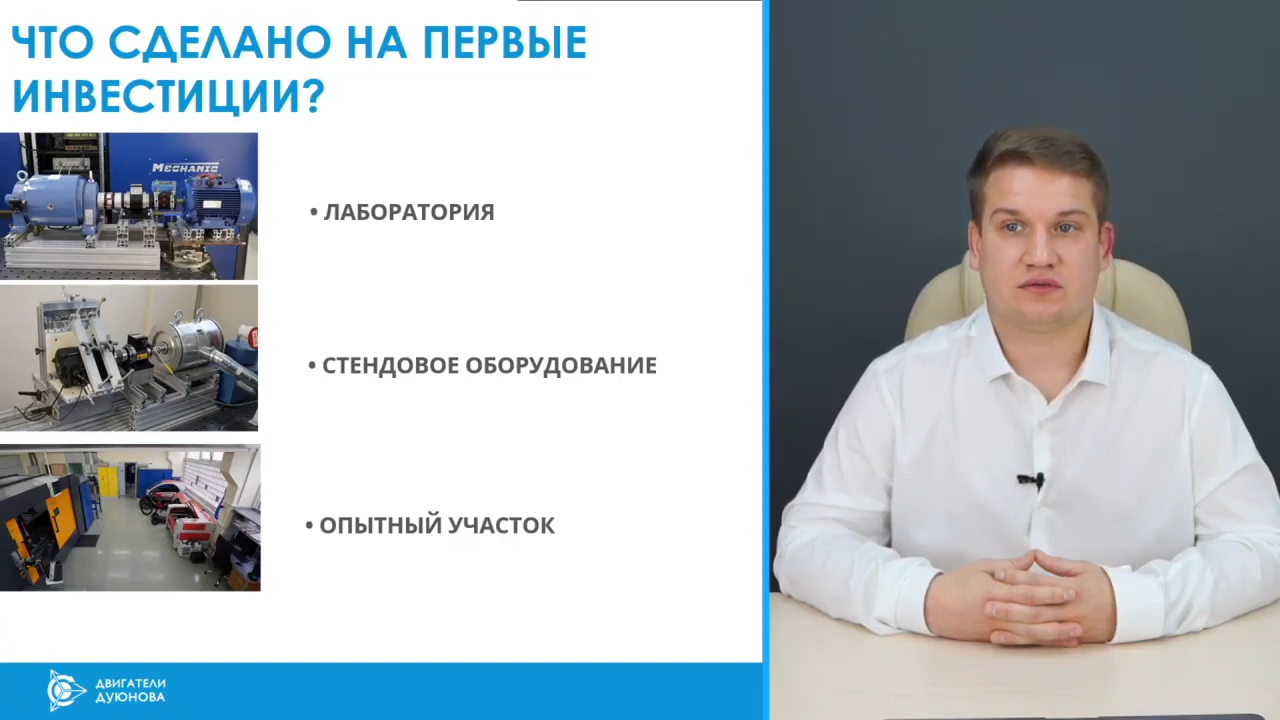 ЧТО СДЕЛАНО НА ПЕРВЫЕ
ИНВЕСТИЦИИ?
MECHANIC
• ЛАБОРАТОРИЯ
• СТЕНДОВОЕ ОБОРУДОВАНИЕ
• ОПЫТНЫЙ УЧАСТОК
ДВИГАТЕЛИ
ДУЮНОВА